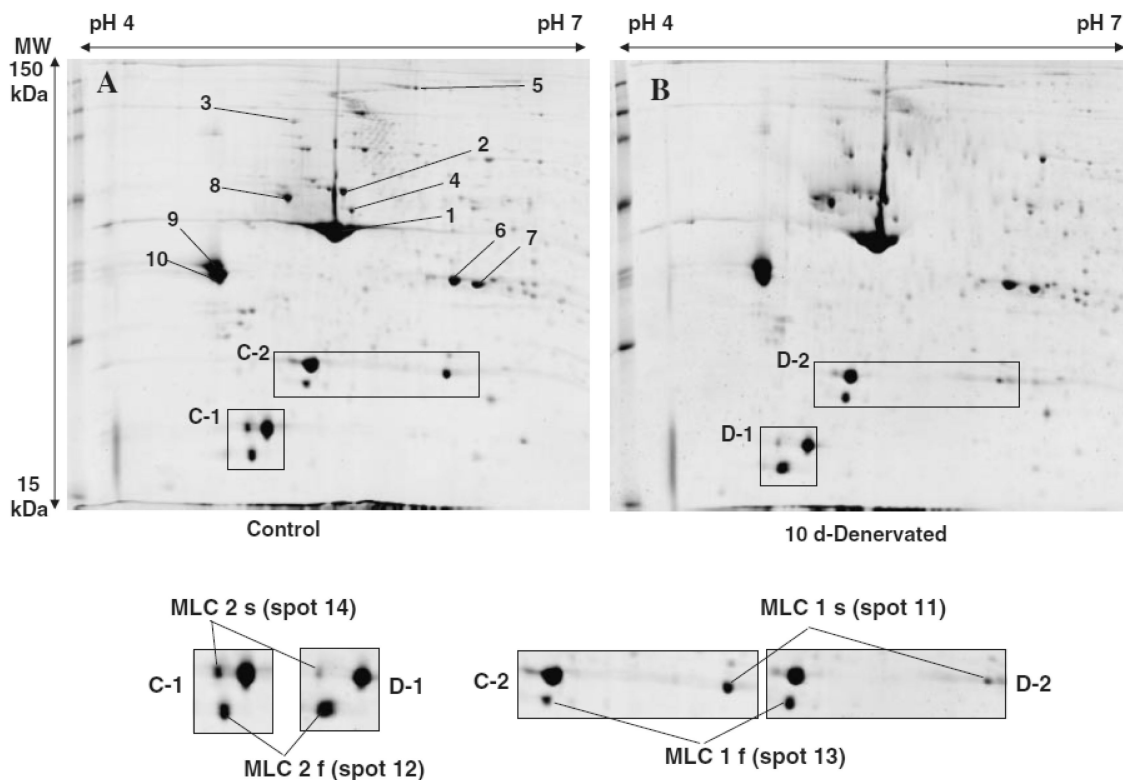 pH 4 pH 7 pH 4 pH 7
MW
150
kDa
A
B
5
3
2
8
4
1
9
6 7
10
C-2
D-2
C-1
D-1
15
kDa
Control
10 d-Denervated
MLC 2 s (spot 14)
MLC 1 s (spot 11)
C-1
D-1
C-2
D-2
MLC 2 f (spot 12)
MLC 1 f (spot 13)